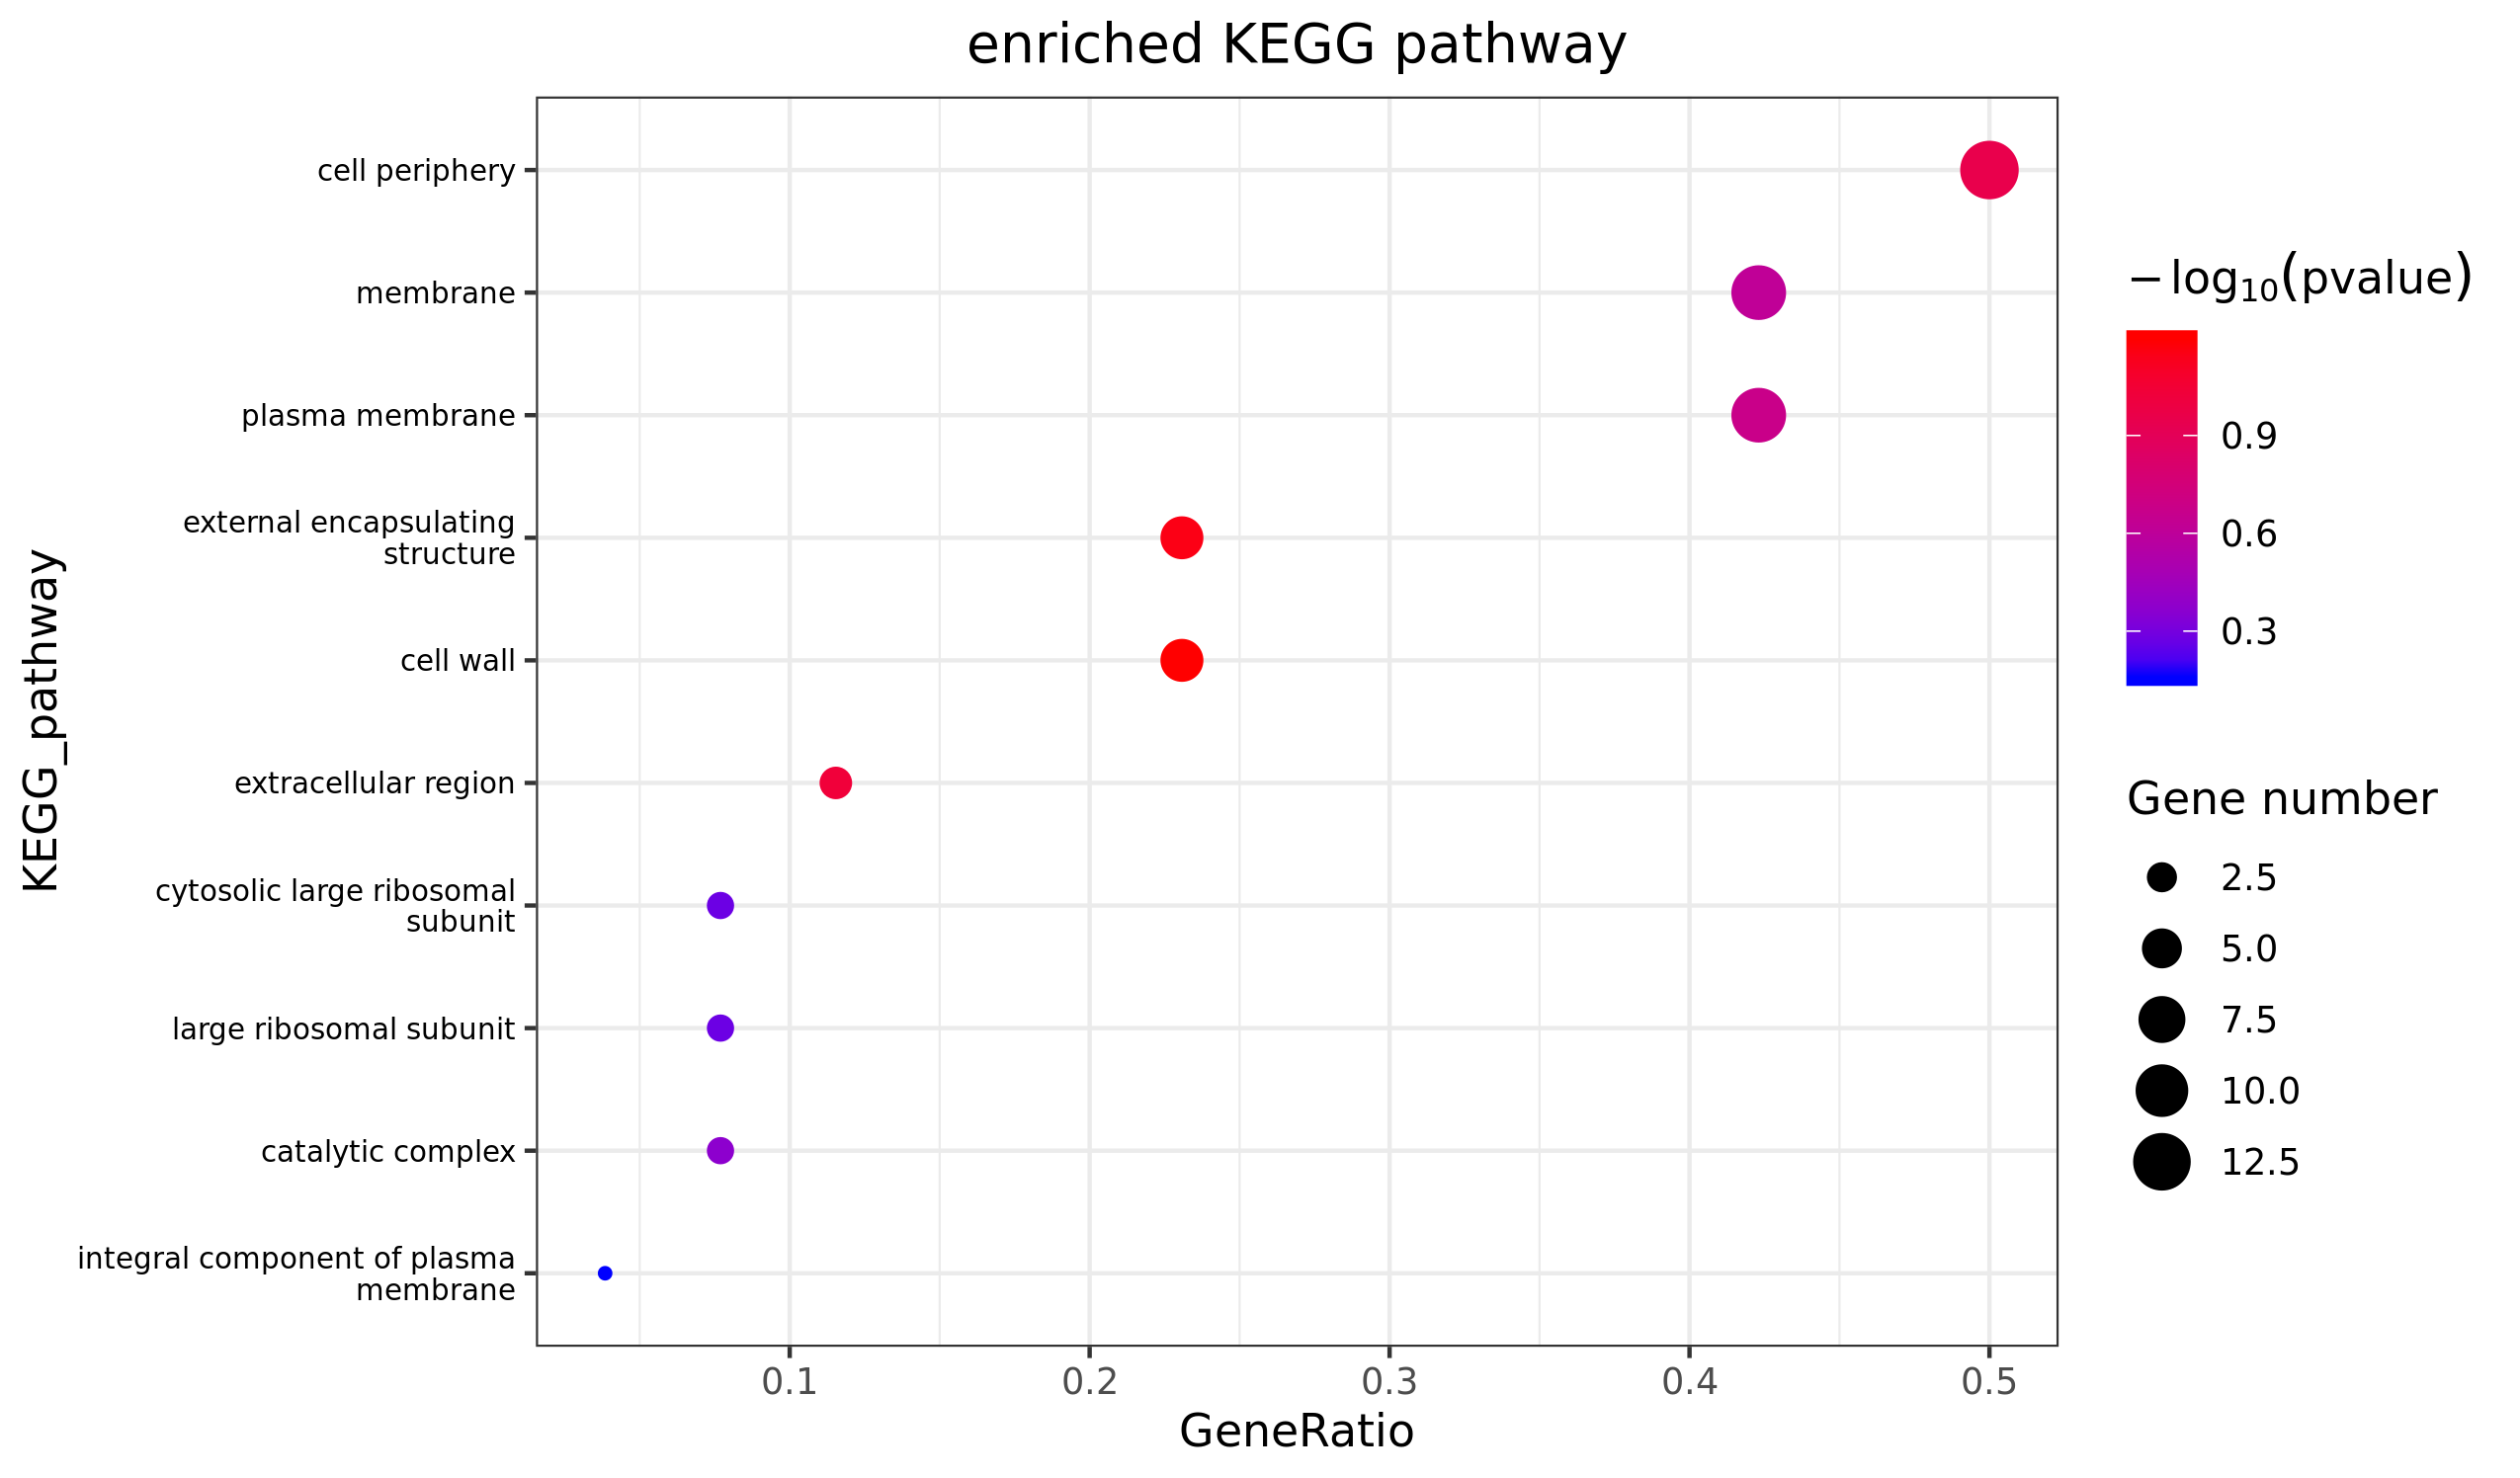 enriched KEGG pathway
KEGG_pathway
cell periphery
membrane
plasma membrane
external encapsulating
structure
cell wall
extracellular region
cytosolic large ribosomal
subunit
large ribosomal subunit
catalytic complex
integral component of plasma
membrane
0.1 0.2 0.3 0.4 0.5
GeneRatio
−log₁₀(pvalue)
0.9
0.6
0.3
Gene number
2.5
5.0
7.5
10.0
12.5